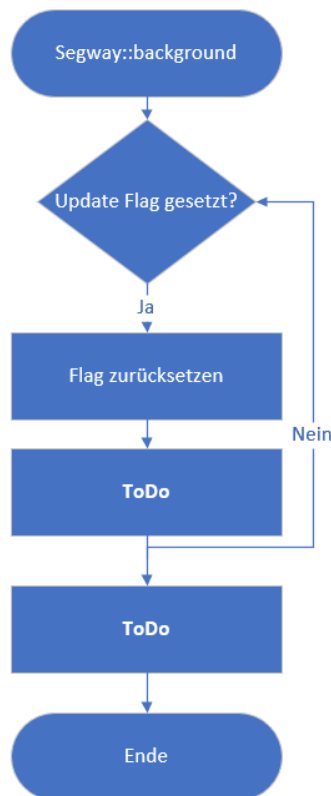 Segway::background
Update Flag gesetzt?
Ja
Flag zurücksetzen
Nein
ToDo
ToDo
Ende